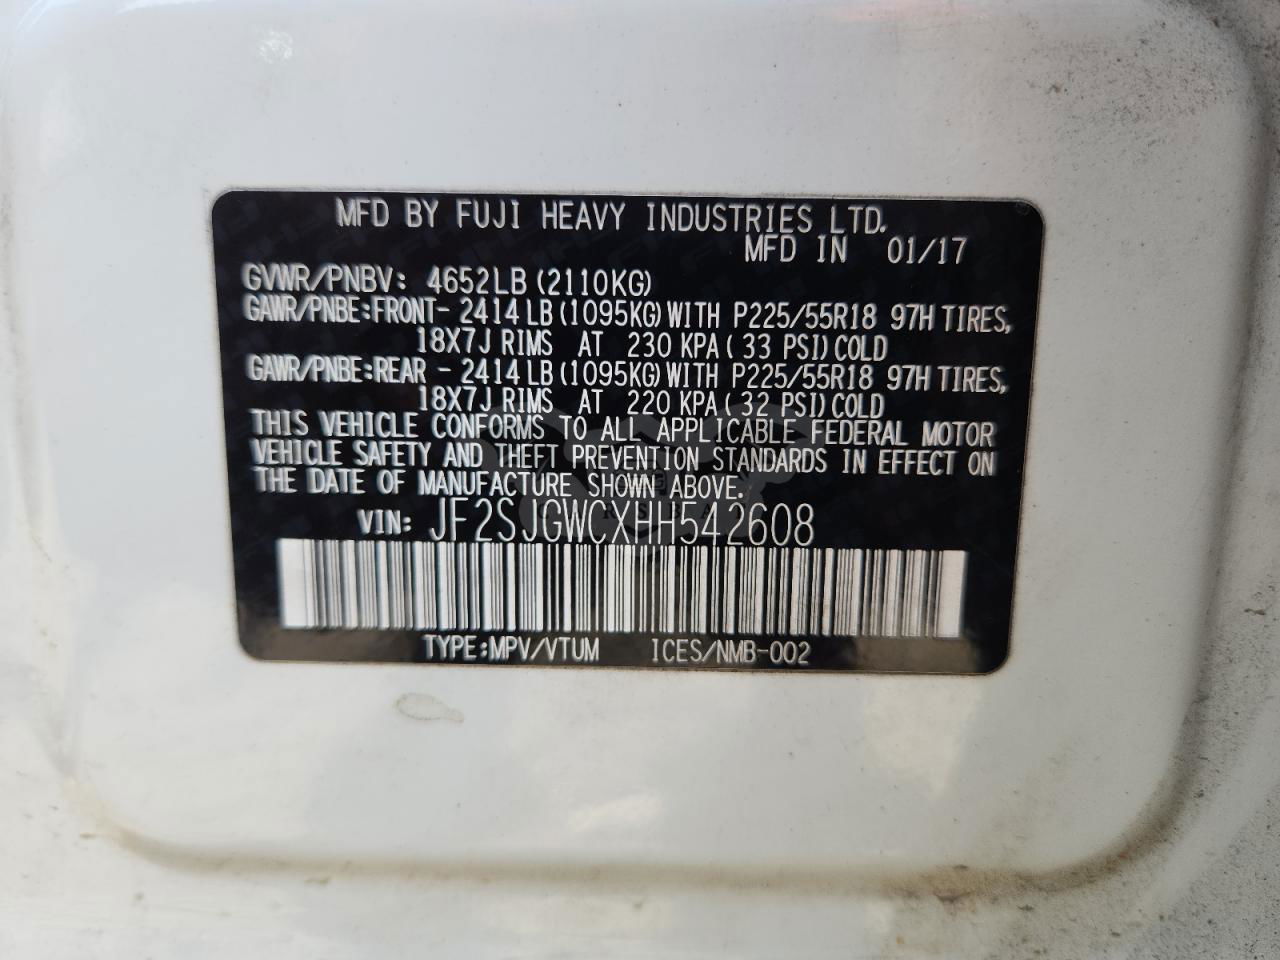 MFD BY FUJI HEAVY INDUSTRIES LTD.
MFD IN 01/17
GVWR/PNBV: 4652LB (2110KG)
GAWR/PNBE:FRONT- 2414LB (1095KG) WITH P225/55R18 97H TIRES,
18X7J RIMS AT 230 KPA ( 33 PSI) COLD
GAWR/PNBE:REAR - 2414LB (1095KG) WITH P225/55R18 97H TIRES,
18X7J RIMS AT 220 KPA ( 32 PSI) COLD
THIS VEHICLE CONFORMS TO ALL APPLICABLE FEDERAL MOTOR
VEHICLE SAFETY AND THEFT PREVENTION STANDARDS IN EFFECT ON
THE DATE OF MANUFACTURE SHOWN ABOVE.
VIN: JF2SJGWCXHH542608
TYPE:MPV/VTUM ICES/NMB-002